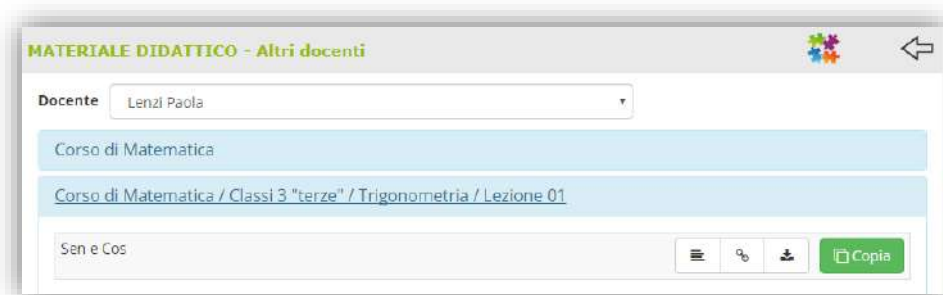 MATERIALE DIDATTICO - Altri docenti
Docente Lenzi Paola
Corso di Matematica
Corso di Matematica / Classi 3 "terze" / Trigonometria / Lezione 01
Sen e Cos Copia